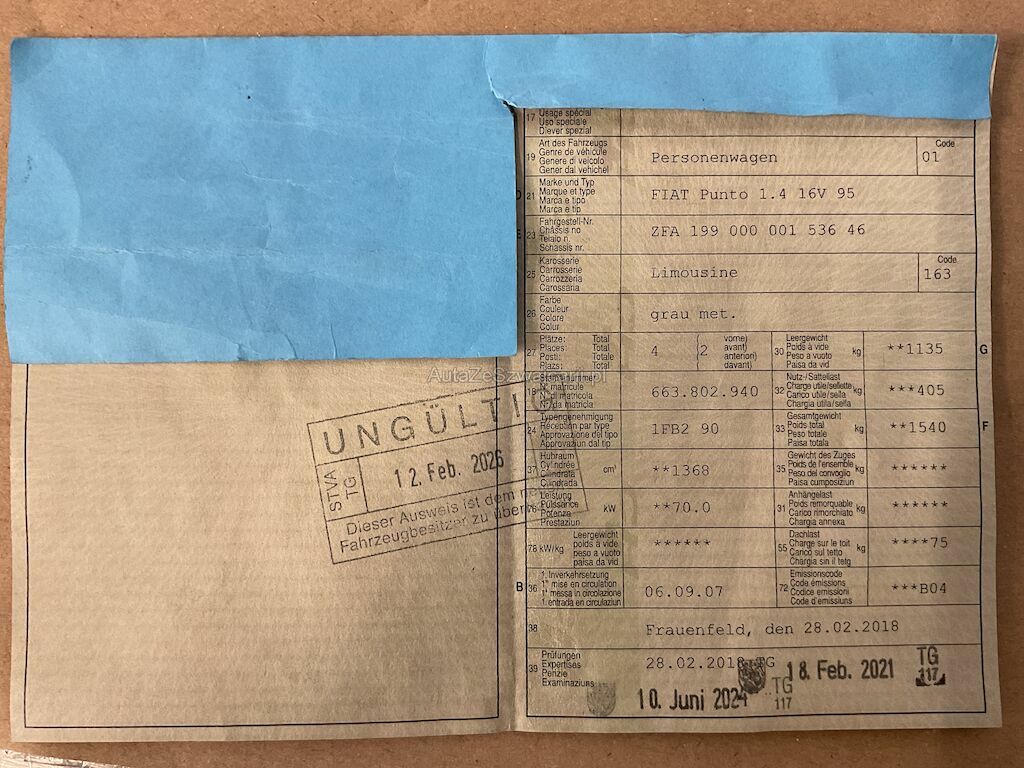 17 Usage spécial
Uso speciale
Diever spezial
19 Art des Fahrzeugs
Genre de véhicule
Genere di veicolo
Gener dal vehichel
Personenwagen
Code
01
D 21 Marke und Typ
Marque et type
Marca e tipo
Marca e tip
FIAT Punto 1.4 16V 95
E 23 Fahrgestell-Nr.
Châssis no
Telaio n.
Schassis nr.
ZFA 199 000 001 536 46
25 Karosserie
Carrosserie
Carrozzeria
Carossaria
Limousine
Code
163
26 Farbe
Couleur
Colore
Colur
grau met.
27 Plätze: Total
Places: Total
Posti: Totale
Plazs: Total
4 (2 vorne)
avant)
anteriori)
davant)
30 Leergewicht
Poids à vide
Peso a vuoto
Paisa da vid
kg
**1135
G
18 Stammnummer
N° matricule
N° di matricola
Nr. da matricla
663.802.940
32 Nutz-/Sattellast
Charge utile/sellette
Carico utile/sella
Chargia utila/sella
kg
***405
24 Typengenehmigung
Réception par type
Approvazione del tipo
Approvaziun dal tip
1FB2 90
33 Gesamtgewicht
Poids total
Peso totale
Paisa totala
kg
**1540
F
37 Hubraum
Cylindrée
Cilindrata
Cilindrada
cm³
**1368
35 Gewicht des Zuges
Poids de l'ensemble
Peso del convoglio
Paisa cumposiziun
kg
******
Leistung
Puissance
Potenza
Prestaziun
kW
**70.0
31 Anhängelast
Poids remorquable
Carico rimorchiato
Chargia annexa
kg
******
78 kW/kg
Leergewicht
poids à vide
peso a vuoto
paisa da vid
******
55 Dachlast
Charge sur le toit
Carico sul tetto
Chargia sin il tetg
kg
****75
B 36 1. Inverkehrsetzung
1re mise en circulation
1a messa in circolazione
1. entrada en circulaziun
06.09.07
72 Emissionscode
Code émissions
Codice emissioni
Code d'emissiuns
***B04
38
Frauenfeld, den 28.02.2018
39 Prüfungen
Expertises
Perizie
Examinaziuns
28.02.2018 TG
18. Feb. 2021
TG
117
10. Juni 2024
TG
117
UNGÜLTIG
STVA
TG
12. Feb. 2026
Dieser Ausweis ist dem
Fahrzeugbesitzer zu
AutaZeSzwajcarii.pl